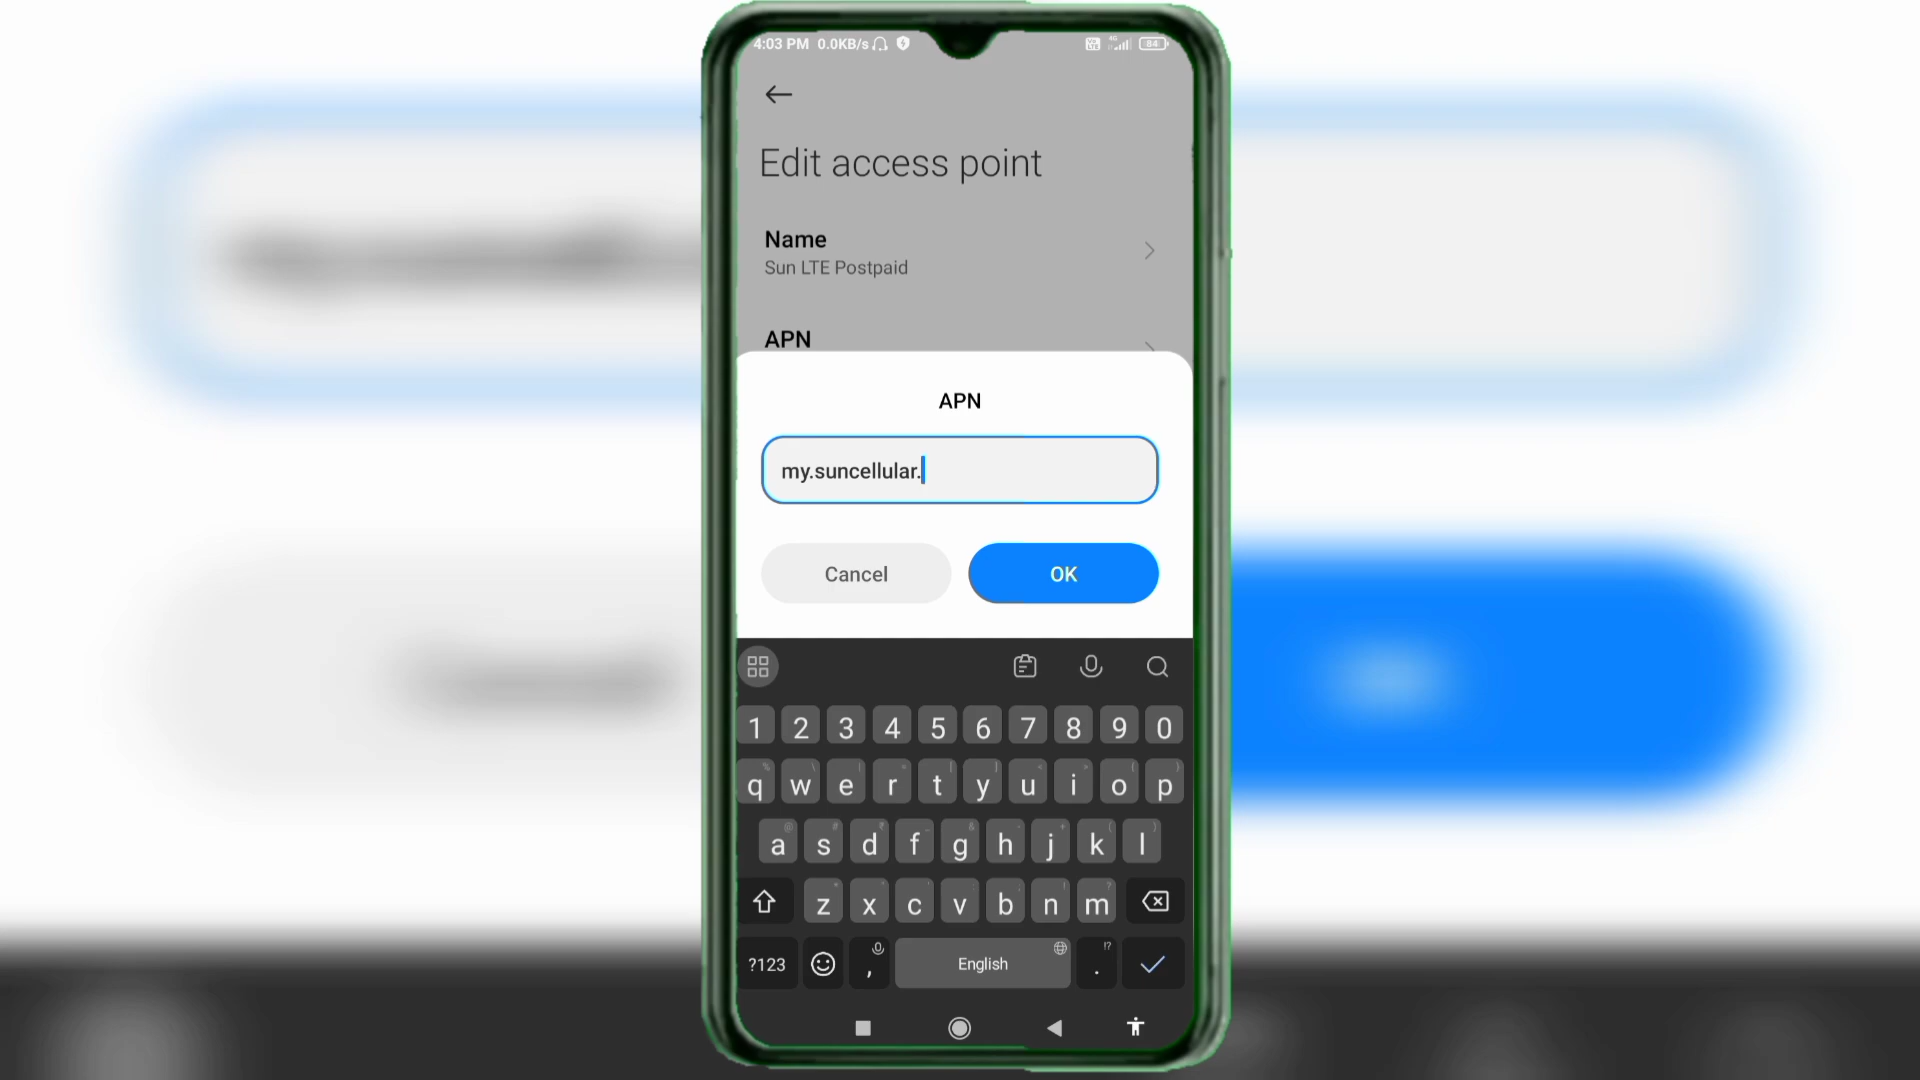 4:03 PM 0.0KB/s 4G 84
Edit access point
Name
Sun LTE Postpaid
APN
APN
my.suncellular.
Cancel OK
1 2 3 4 5 6 7 8 9 0
q w e r t y u i o p
a s d f g h j k l
z x c v b n m
?123 , English . !?